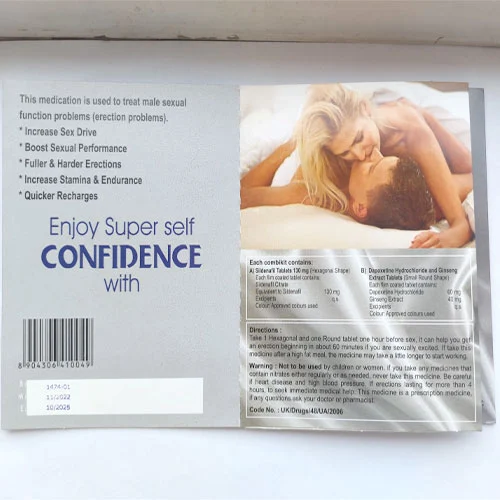 This medication is used to treat male sexual
function problems (erection problems).
* Increase Sex Drive
* Boost Sexual Performance
* Fuller & Harder Erections
* Increase Stamina & Endurance
* Quicker Recharges
Enjoy Super self
CONFIDENCE
with
8 904306 410049
1474-01
11/2022
10/2025
Each combikit contains:
A) Sildenafil Tablets 130 mg (Hexagonal Shape)
Each film coated tablet contains:
Sildenafil Citrate
Equivalent to Sildenafil 130 mg
Excipients q.s.
Colour: Approved colours used
B) Dapoxetine Hydrochloride and Ginseng
Extract Tablets (Small Round Shape)
Each film coated tablet contains:
Dapoxetine Hydrochloride 60 mg
Ginseng Extract 40 mg
Excipients q.s.
Colour: Approved colours used
Directions :
Take 1 Hexagonal and one Round tablet one hour before sex, it can help you get
an erection beginning in about 60 minutes if you are sexually excited. If take this
medicine after a high fat meal, the medicine may take a little longer to start working.
Warning : Not to be used by children or women. if you take any medicines that
contain nitrates either regularly or as needed, never take this medicine. Be careful
if heart disease and high blood pressure. If erections lasting for more than 4
hours, to seek immediate medical help. This medicine is a prescription medicine,
if any questions ask your doctor or pharmacist.
Code No. : UK/Drugs/48/UA/2006